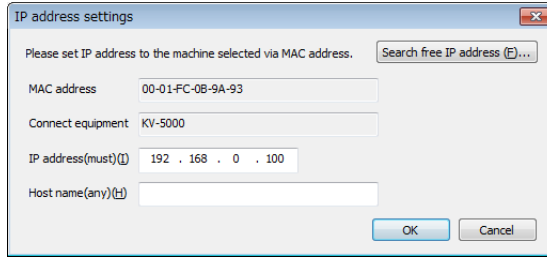 IP address settings
Please set IP address to the machine selected via MAC address.
Search free IP address (F)...
MAC address 00-01-FC-0B-9A-93
Connect equipment KV-5000
IP address(must)(I) 192 . 168 . 0 . 100
Host name(any)(H)
OK Cancel